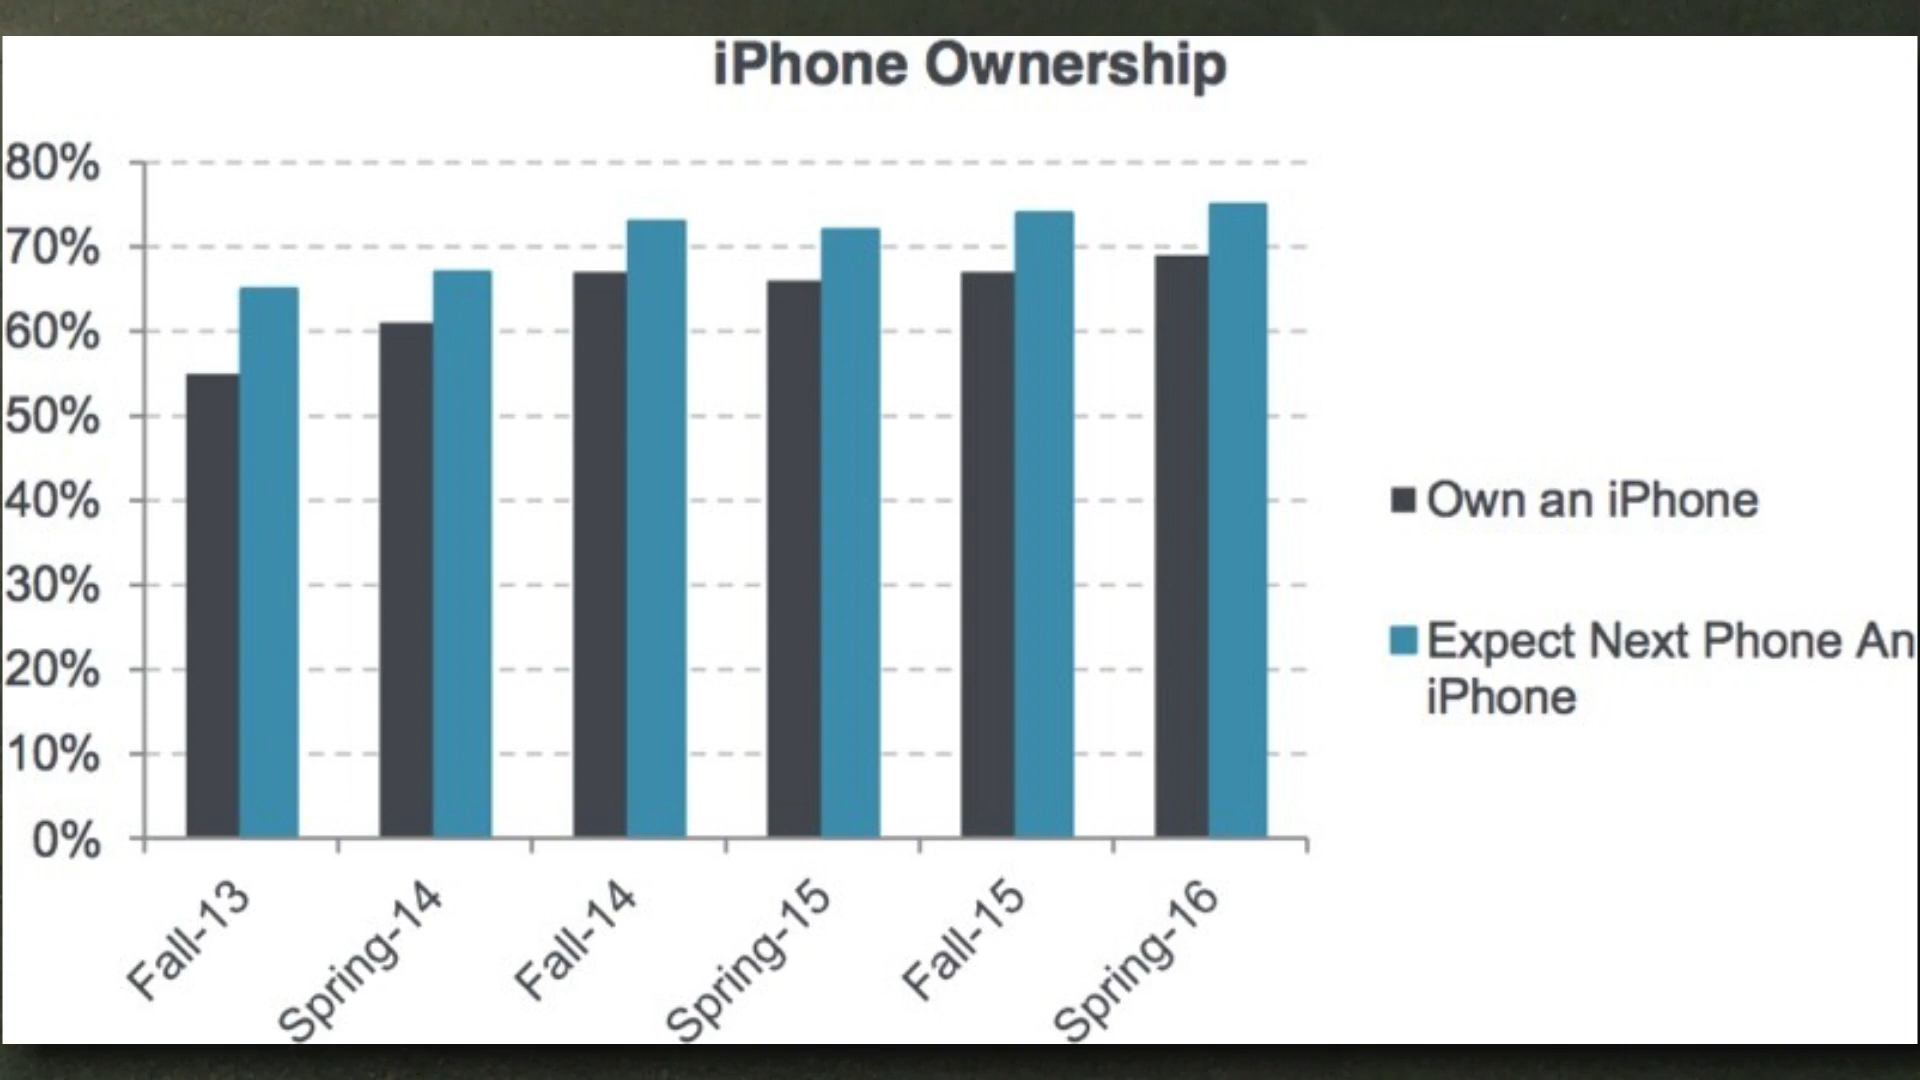 iPhone Ownership
80%
70%
60%
50%
40%
30%
20%
10%
0%
Fall-13
Spring-14
Fall-14
Spring-15
Fall-15
Spring-16
Own an iPhone
Expect Next Phone An
iPhone